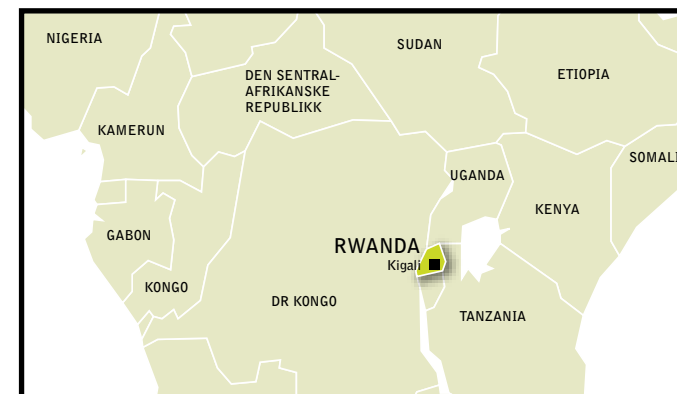 NIGERIA
SUDAN
DEN SENTRAL-
AFRIKANSKE
REPUBLIKK
ETIOPIA
KAMERUN
SOMALI
UGANDA
KENYA
GABON
RWANDA
Kigali
KONGO
DR KONGO
TANZANIA